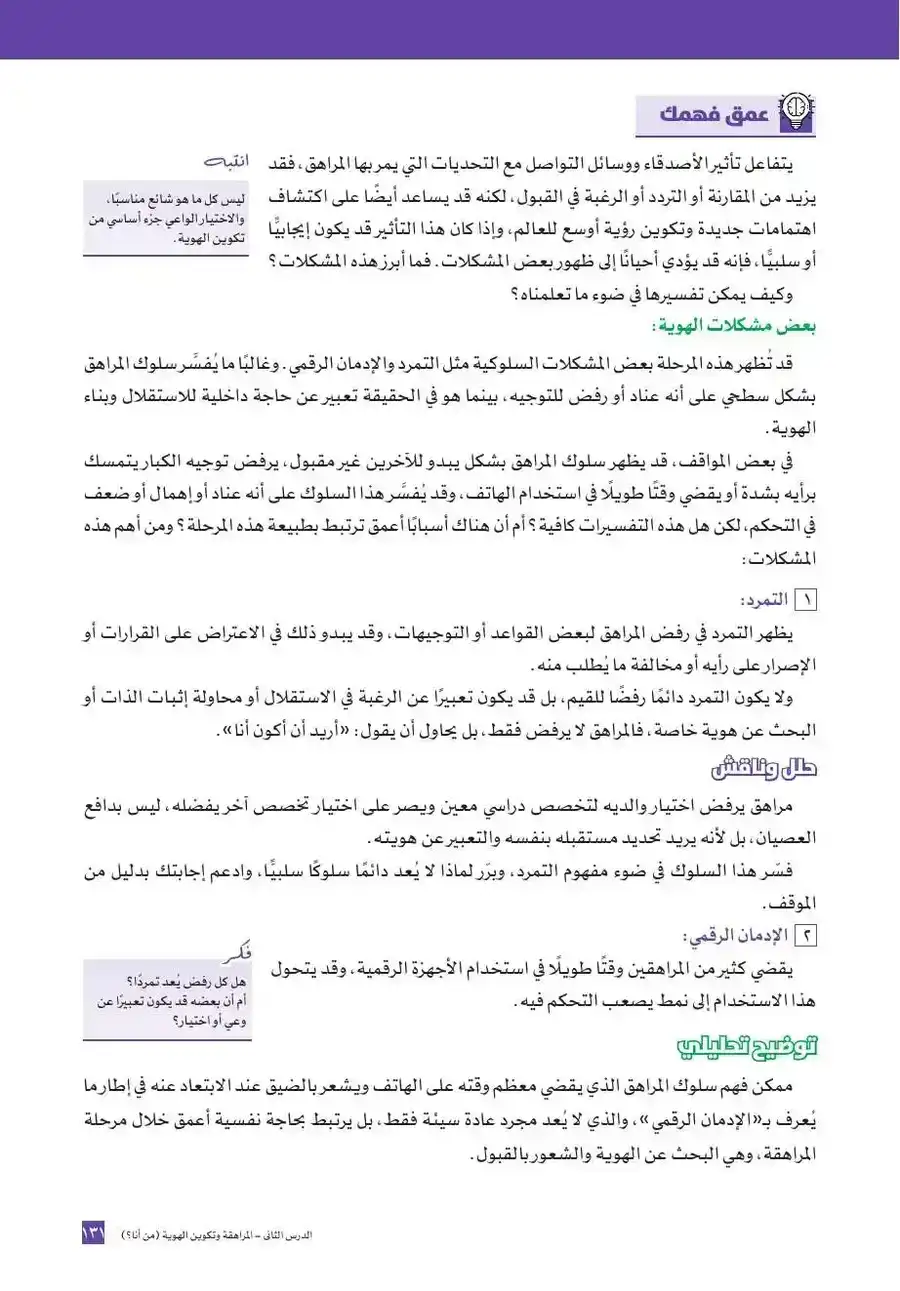 عمق فهمك
يتفاعل تأثير الأصدقاء ووسائل التواصل مع التحديات التي يمر بها المراهق، فقد
يزيد من المقارنة أو التردد أو الرغبة في القبول، لكنه قد يساعد أيضًا على اكتشاف
اهتمامات جديدة وتكوين رؤية أوسع للعالم، وإذا كان هذا التأثير قد يكون إيجابيًّا
أو سلبيًّا، فإنه قد يؤدي أحيانًا إلى ظهور بعض المشكلات. فما أبرز هذه المشكلات؟
وكيف يمكن تفسيرها في ضوء ما تعلمناه؟
انتبه
ليس كل ما هو شائع مناسبًا،
والاختيار الواعي جزء أساسي من
تكوين الهوية.
بعض مشكلات الهوية:
قد تُظهر هذه المرحلة بعض المشكلات السلوكية مثل التمرد والإدمان الرقمي. وغالبًا ما يُفسَّر سلوك المراهق
بشكل سطحي على أنه عناد أو رفض للتوجيه، بينما هو في الحقيقة تعبير عن حاجة داخلية للاستقلال وبناء
الهوية.
في بعض المواقف، قد يظهر سلوك المراهق بشكل يبدو للآخرين غير مقبول، يرفض توجيه الكبار يتمسك
برأيه بشدة أو يقضي وقتًا طويلًا في استخدام الهاتف، وقد يُفسَّر هذا السلوك على أنه عناد أو إهمال أو ضعف
في التحكم، لكن هل هذه التفسيرات كافية؟ أم أن هناك أسبابًا أعمق ترتبط بطبيعة هذه المرحلة؟ ومن أهم هذه
المشكلات:
١ التمرد:
يظهر التمرد في رفض المراهق لبعض القواعد أو التوجيهات، وقد يبدو ذلك في الاعتراض على القرارات أو
الإصرار على رأيه أو مخالفة ما يُطلب منه.
ولا يكون التمرد دائمًا رفضًا للقيم، بل قد يكون تعبيرًا عن الرغبة في الاستقلال أو محاولة إثبات الذات أو
البحث عن هوية خاصة، فالمراهق لا يرفض فقط، بل يحاول أن يقول: «أريد أن أكون أنا».
حلل وناقش
مراهق يرفض اختيار والديه لتخصص دراسي معين ويصر على اختيار تخصص آخر يفضله، ليس بدافع
العصيان، بل لأنه يريد تحديد مستقبله بنفسه والتعبير عن هويته.
فسَر هذا السلوك في ضوء مفهوم التمرد، وبرَر لماذا لا يُعد دائمًا سلوكًا سلبيًّا، وادعم إجابتك بدليل من
الموقف.
٢ الإدمان الرقمي:
يقضي كثير من المراهقين وقتًا طويلًا في استخدام الأجهزة الرقمية، وقد يتحول
هذا الاستخدام إلى نمط يصعب التحكم فيه.
فكر
هل كل رفض يُعد تمردًا؟
أم أن بعضه قد يكون تعبيرًا عن
وعي أو اختيار؟
توضيح تحليلي
ممكن فهم سلوك المراهق الذي يقضي معظم وقته على الهاتف ويشعر بالضيق عند الابتعاد عنه في إطار ما
يُعرف بـ«الإدمان الرقمي»، والذي لا يُعد مجرد عادة سيئة فقط، بل يرتبط بحاجة نفسية أعمق خلال مرحلة
المراهقة، وهي البحث عن الهوية والشعور بالقبول.
الدرس الثانى – المراهقة وتكوين الهوية (من أنا؟) ١٣١